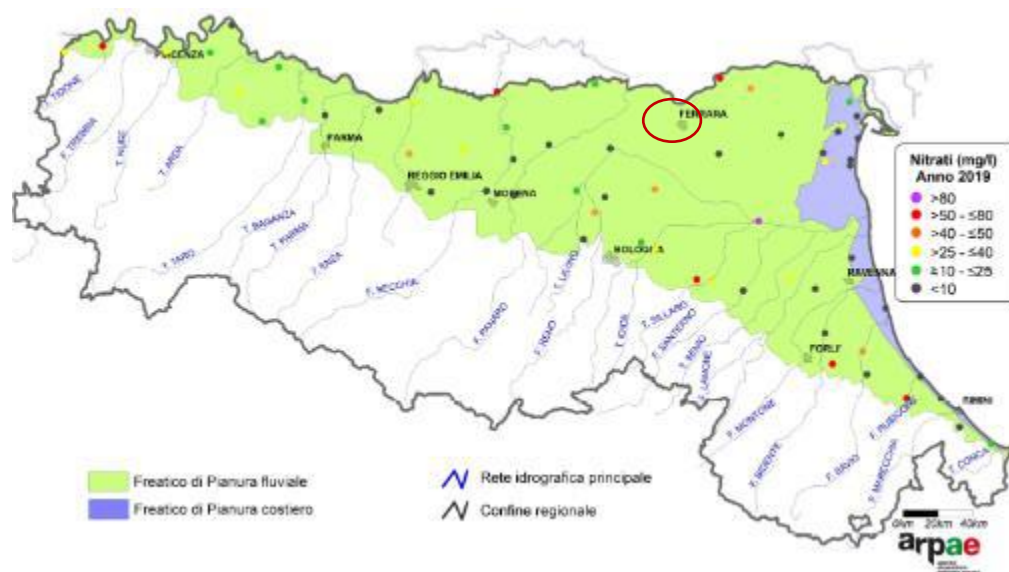 PARMA
REGGIO EMILIA
MODENA
BOLOGNA
FERRARA
RAVENNA
FORLI'
RIMINI
T. TIDONE
F. TREBBIA
T. NURE
T. ARDA
F. TARO
T. BAGANZA
T. PARMA
T. ENZA
F. SECCHIA
F. PANARO
F. RENO
T. IDICE
T. SILLARO
F. SANTERNO
T. SENIO
F. LAMONE
F. MONTONE
F. BIDENTE
F. SAVIO
F. RUBICONE
F. MARECCHIA
T. CONCA
Nitrati (mg/l)
Anno 2019
>80
>50 - ≤80
>40 - ≤50
>25 - ≤40
≥10 - ≤25
<10
Freatico di Pianura fluviale
Freatico di Pianura costiero
Rete idrografica principale
Confine regionale
0km 20km 40km
arpae